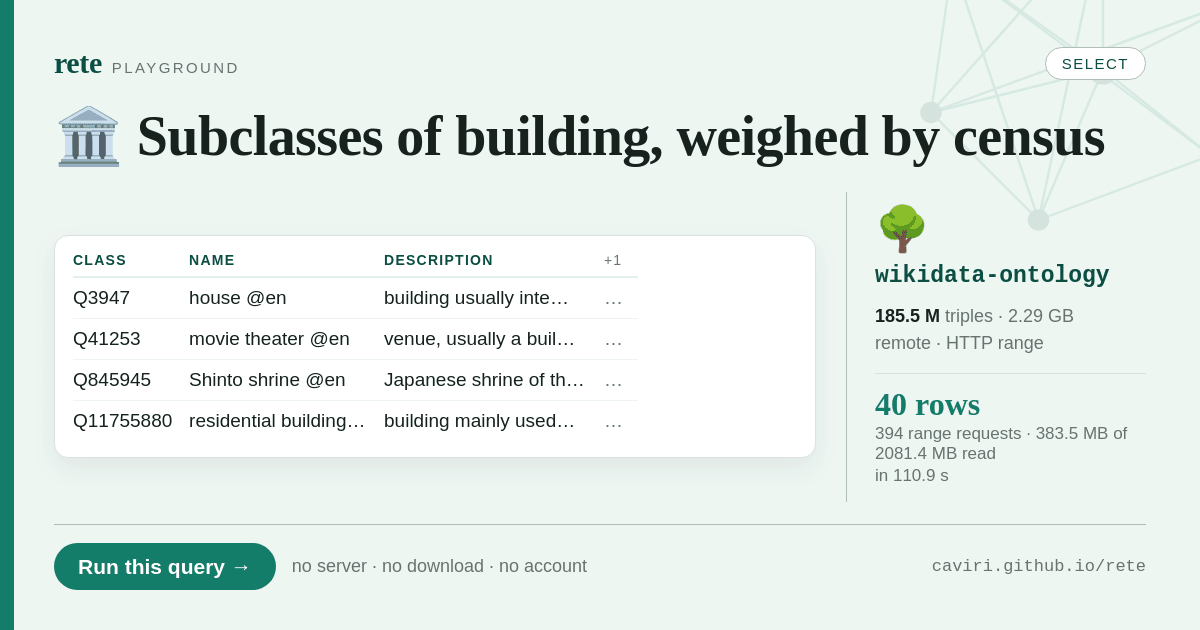 rete PLAYGROUND
SELECT
Subclasses of building, weighed by census
CLASS NAME DESCRIPTION +1
Q3947 house @en building usually inte… …
Q41253 movie theater @en venue, usually a buil… …
Q845945 Shinto shrine @en Japanese shrine of th… …
Q11755880 residential building… building mainly used… …
wikidata-ontology
185.5 M triples · 2.29 GB
remote · HTTP range
40 rows
394 range requests · 383.5 MB of
2081.4 MB read
in 110.9 s
Run this query → no server · no download · no account
caviri.github.io/rete